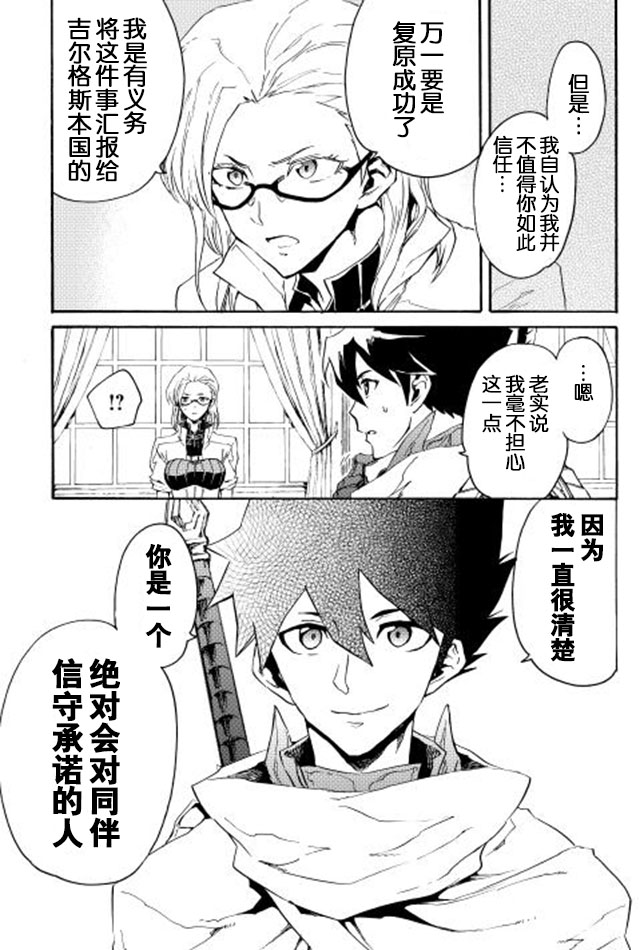 但是…
我自认为我并
不值得你如此
信任…
万一要是
复原成功了
我是有义务
将这件事汇报给
吉尔格斯本国的
…嗯
老实说
我毫不担心
这一点
!?
因为
我一直很清楚
你是一个
绝对会对同伴
信守承诺的人